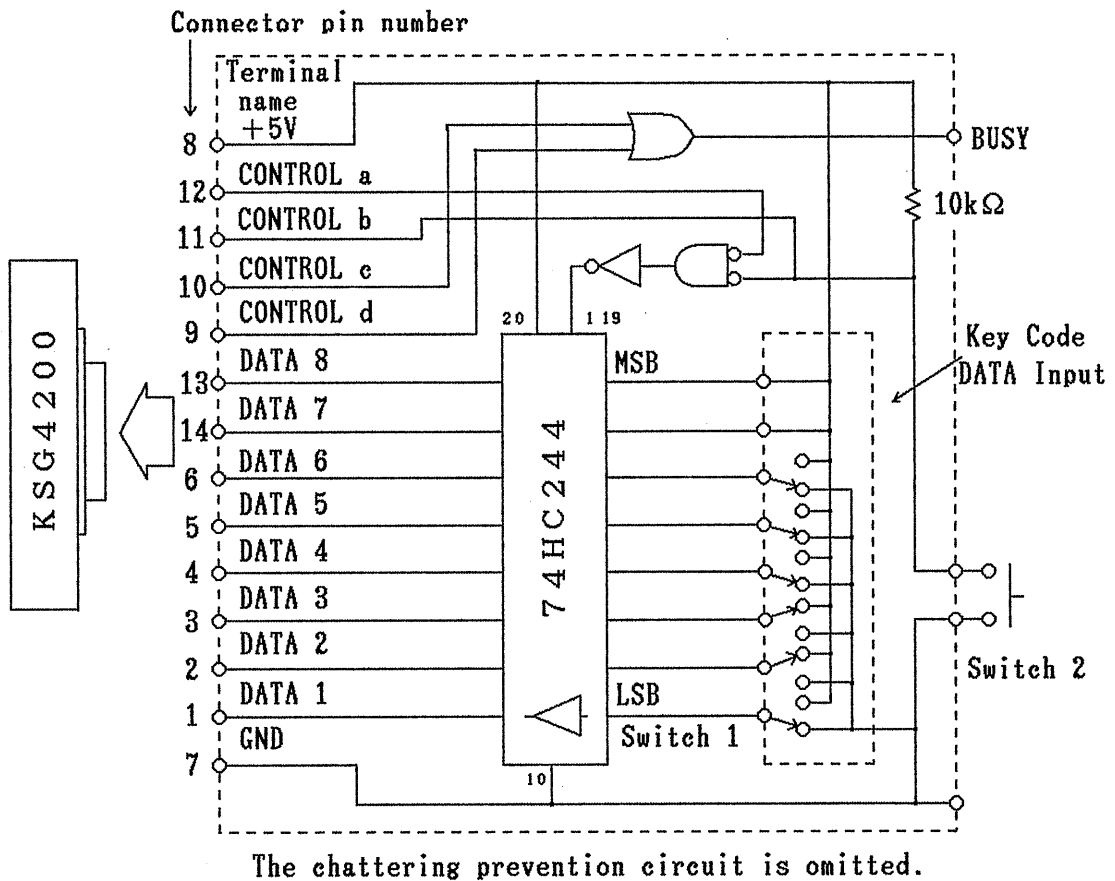 Connector pin number
Terminal
name
+5V
8
BUSY
CONTROL a
12
10kΩ
CONTROL b
11
CONTROL c
10
CONTROL d
9
20
1 19
Key Code
DATA Input
KSG4200
DATA 8
13
MSB
DATA 7
14
DATA 6
6
DATA 5
5
74HC244
DATA 4
4
DATA 3
3
DATA 2
2
Switch 2
DATA 1
1
LSB
Switch 1
GND
7
10
The chattering prevention circuit is omitted.